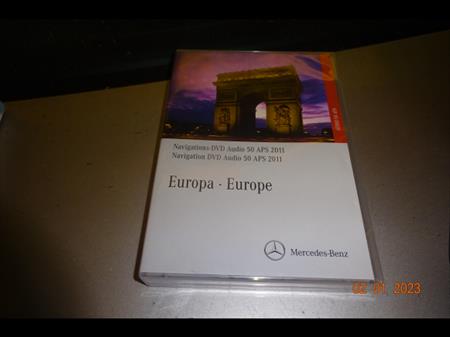 Navigations-DVD Audio 50 APS 2011
Navigation DVD Audio 50 APS 2011
Europa · Europe
Mercedes-Benz
02 01 2023